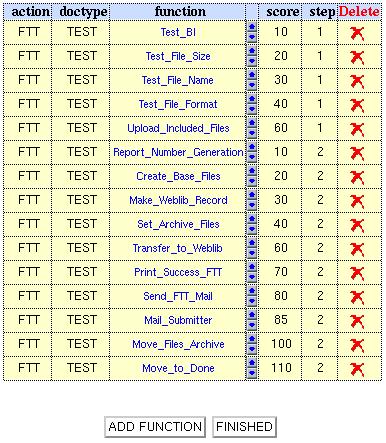 action doctype function score step Delete
FTT TEST Test_BI 10 1
FTT TEST Test_File_Size 20 1
FTT TEST Test_File_Name 30 1
FTT TEST Test_File_Format 40 1
FTT TEST Upload_Included_Files 60 1
FTT TEST Report_Number_Generation 10 2
FTT TEST Create_Base_Files 20 2
FTT TEST Make_Weblib_Record 30 2
FTT TEST Set_Archive_Files 40 2
FTT TEST Transfer_to_Weblib 60 2
FTT TEST Print_Success_FTT 70 2
FTT TEST Send_FTT_Mail 80 2
FTT TEST Mail_Submitter 85 2
FTT TEST Move_Files_Archive 100 2
FTT TEST Move_to_Done 110 2
ADD FUNCTION FINISHED